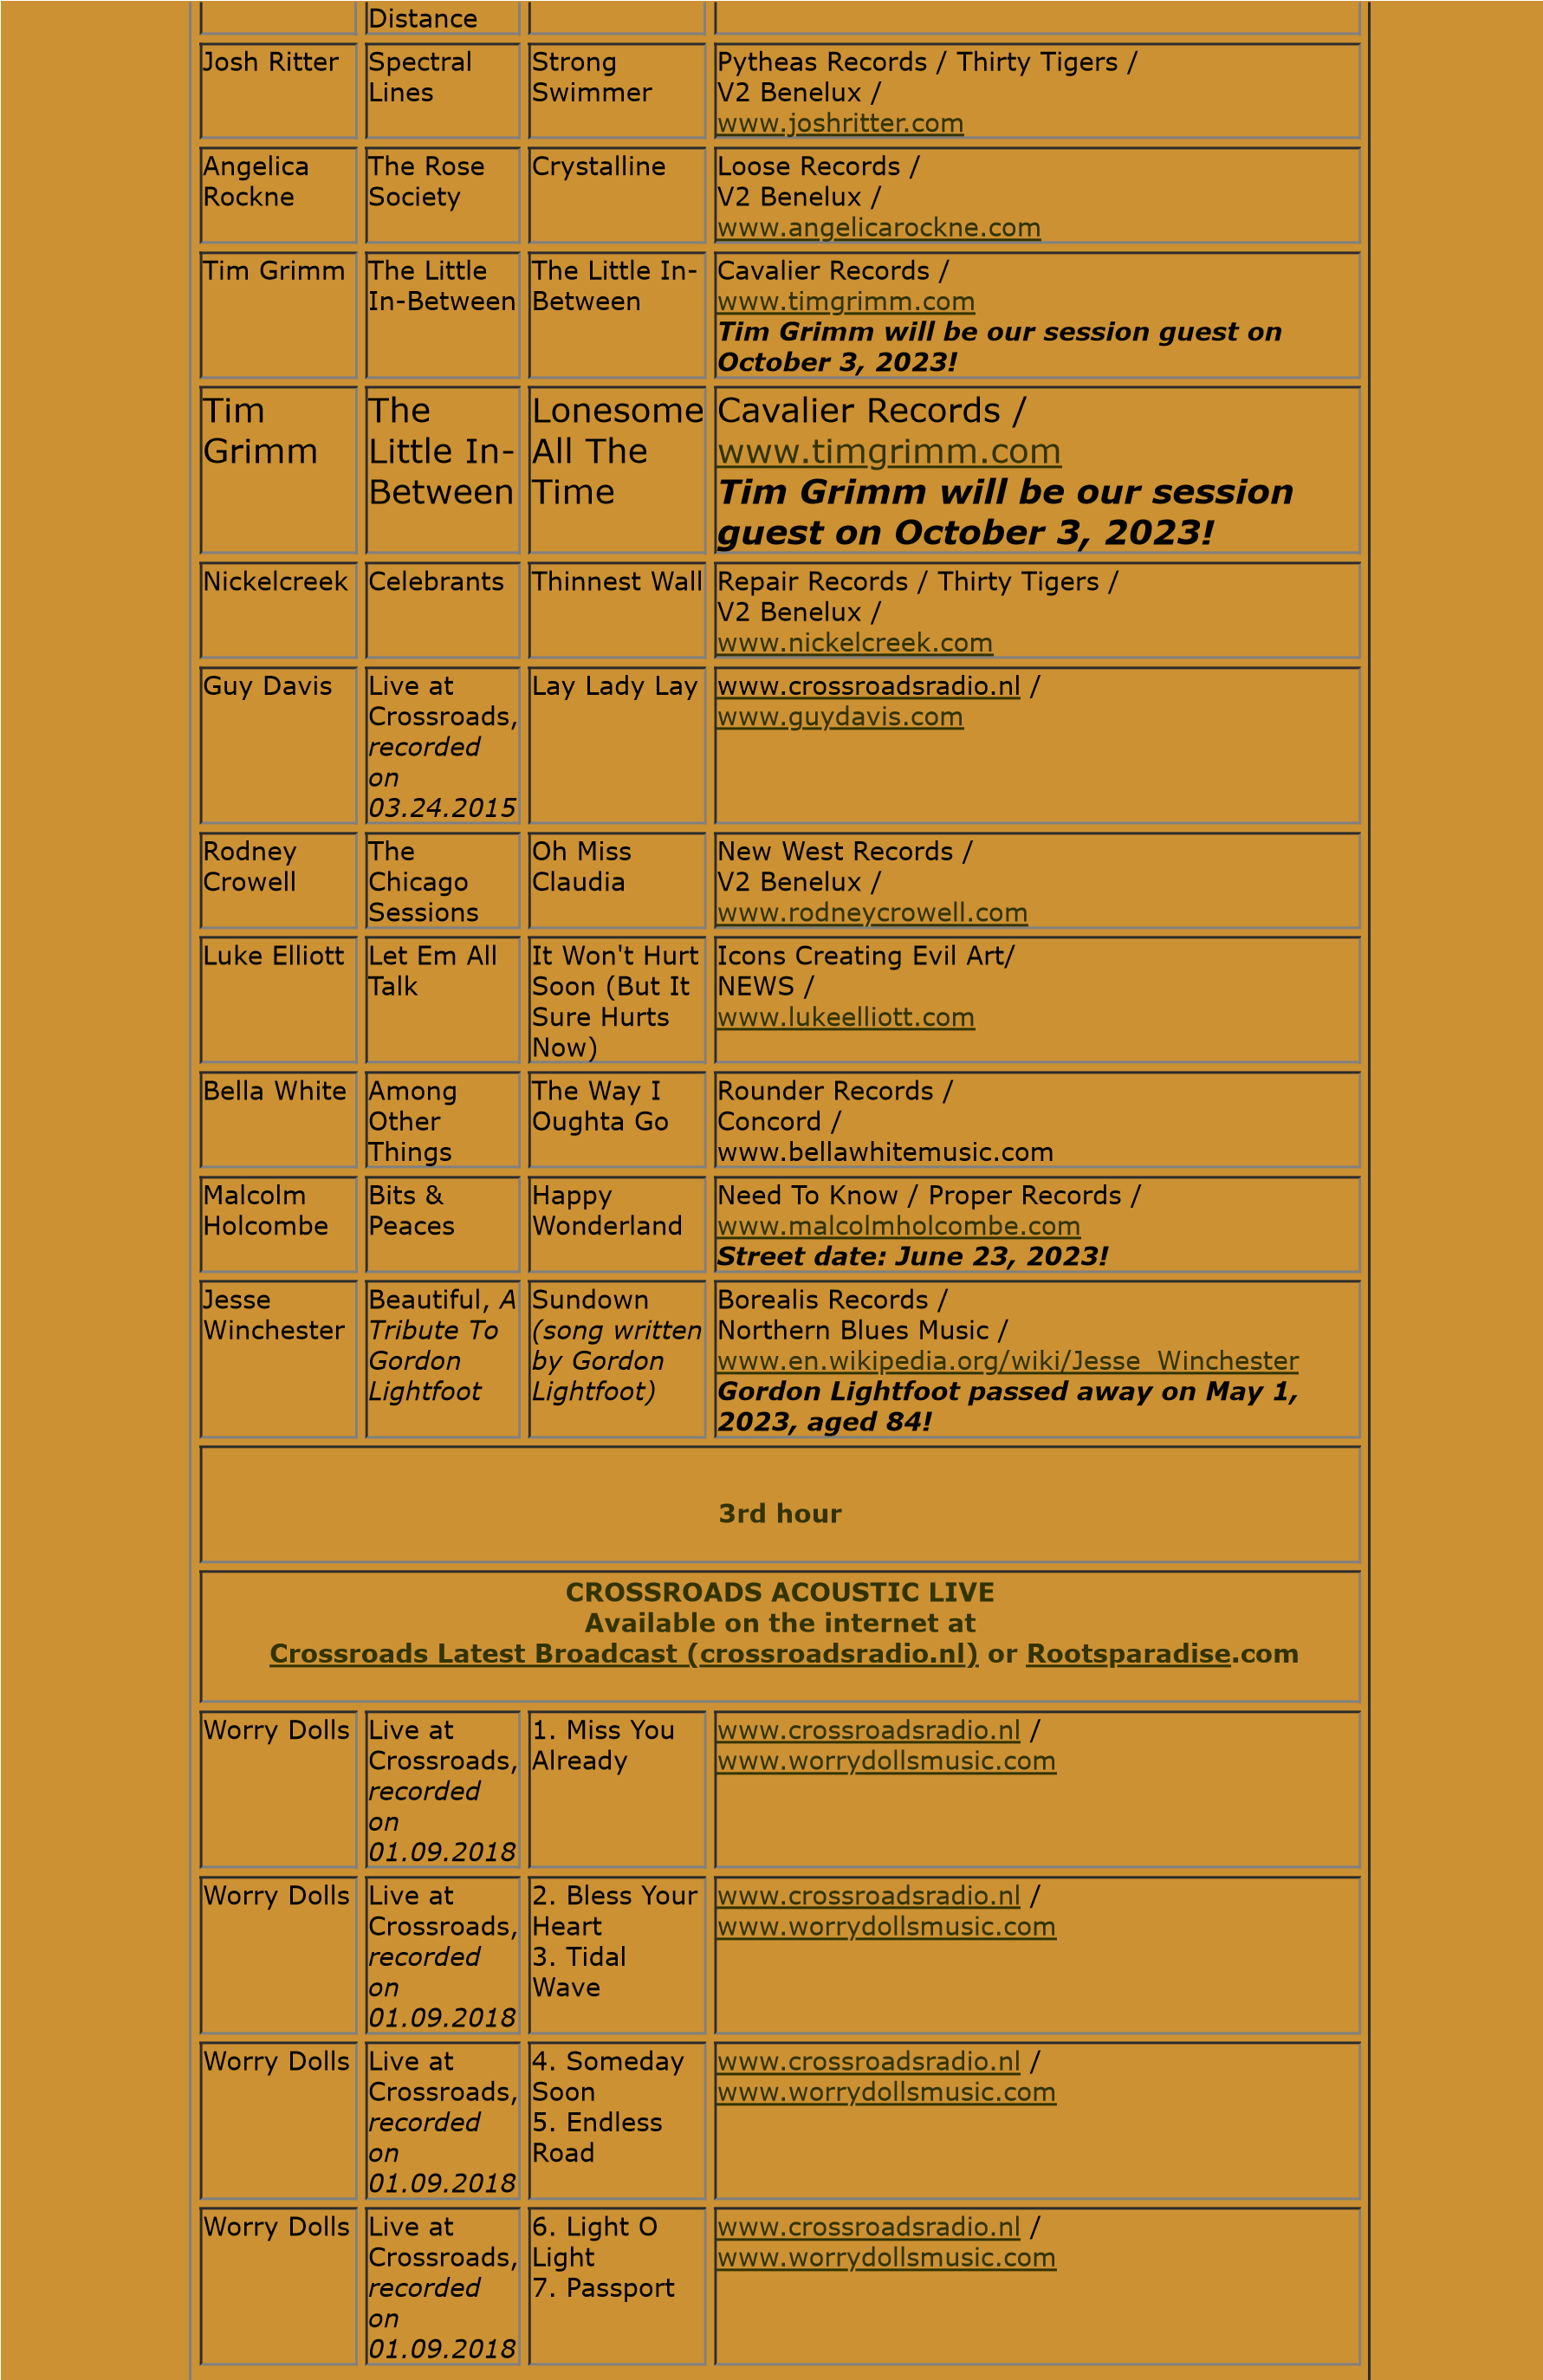 Distance
Josh Ritter
Spectral
Lines
Strong
Swimmer
Pytheas Records / Thirty Tigers /
V2 Benelux /
www.joshritter.com
Angelica
Rockne
The Rose
Society
Crystalline
Loose Records /
V2 Benelux /
www.angelicarockne.com
Tim Grimm
The Little
In-Between
The Little In-
Between
Cavalier Records /
www.timgrimm.com
Tim Grimm will be our session guest on
October 3, 2023!
Tim
Grimm
The
Little In-
Between
Lonesome
All The
Time
Cavalier Records /
www.timgrimm.com
Tim Grimm will be our session
guest on October 3, 2023!
Nickelcreek
Celebrants
Thinnest Wall
Repair Records / Thirty Tigers /
V2 Benelux /
www.nickelcreek.com
Guy Davis
Live at
Crossroads,
recorded
on
03.24.2015
Lay Lady Lay
www.crossroadsradio.nl /
www.guydavis.com
Rodney
Crowell
The
Chicago
Sessions
Oh Miss
Claudia
New West Records /
V2 Benelux /
www.rodneycrowell.com
Luke Elliott
Let Em All
Talk
It Won't Hurt
Soon (But It
Sure Hurts
Now)
Icons Creating Evil Art/
NEWS /
www.lukeelliott.com
Bella White
Among
Other
Things
The Way I
Oughta Go
Rounder Records /
Concord /
www.bellawhitemusic.com
Malcolm
Holcombe
Bits &
Peaces
Happy
Wonderland
Need To Know / Proper Records /
www.malcolmholcombe.com
Street date: June 23, 2023!
Jesse
Winchester
Beautiful, A
Tribute To
Gordon
Lightfoot
Sundown
(song written
by Gordon
Lightfoot)
Borealis Records /
Northern Blues Music /
www.en.wikipedia.org/wiki/Jesse_Winchester
Gordon Lightfoot passed away on May 1,
2023, aged 84!
3rd hour
CROSSROADS ACOUSTIC LIVE
Available on the internet at
Crossroads Latest Broadcast (crossroadsradio.nl) or Rootsparadise.com
Worry Dolls
Live at
Crossroads,
recorded
on
01.09.2018
1. Miss You
Already
www.crossroadsradio.nl /
www.worrydollsmusic.com
Worry Dolls
Live at
Crossroads,
recorded
on
01.09.2018
2. Bless Your
Heart
3. Tidal
Wave
www.crossroadsradio.nl /
www.worrydollsmusic.com
Worry Dolls
Live at
Crossroads,
recorded
on
01.09.2018
4. Someday
Soon
5. Endless
Road
www.crossroadsradio.nl /
www.worrydollsmusic.com
Worry Dolls
Live at
Crossroads,
recorded
on
01.09.2018
6. Light O
Light
7. Passport
www.crossroadsradio.nl /
www.worrydollsmusic.com